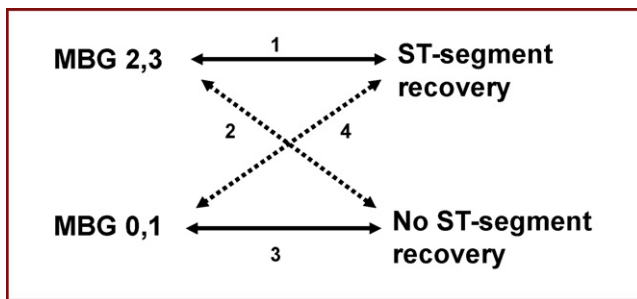 MBG 2,3
1
ST-segment
recovery
2
4
MBG 0,1
3
No ST-segment
recovery